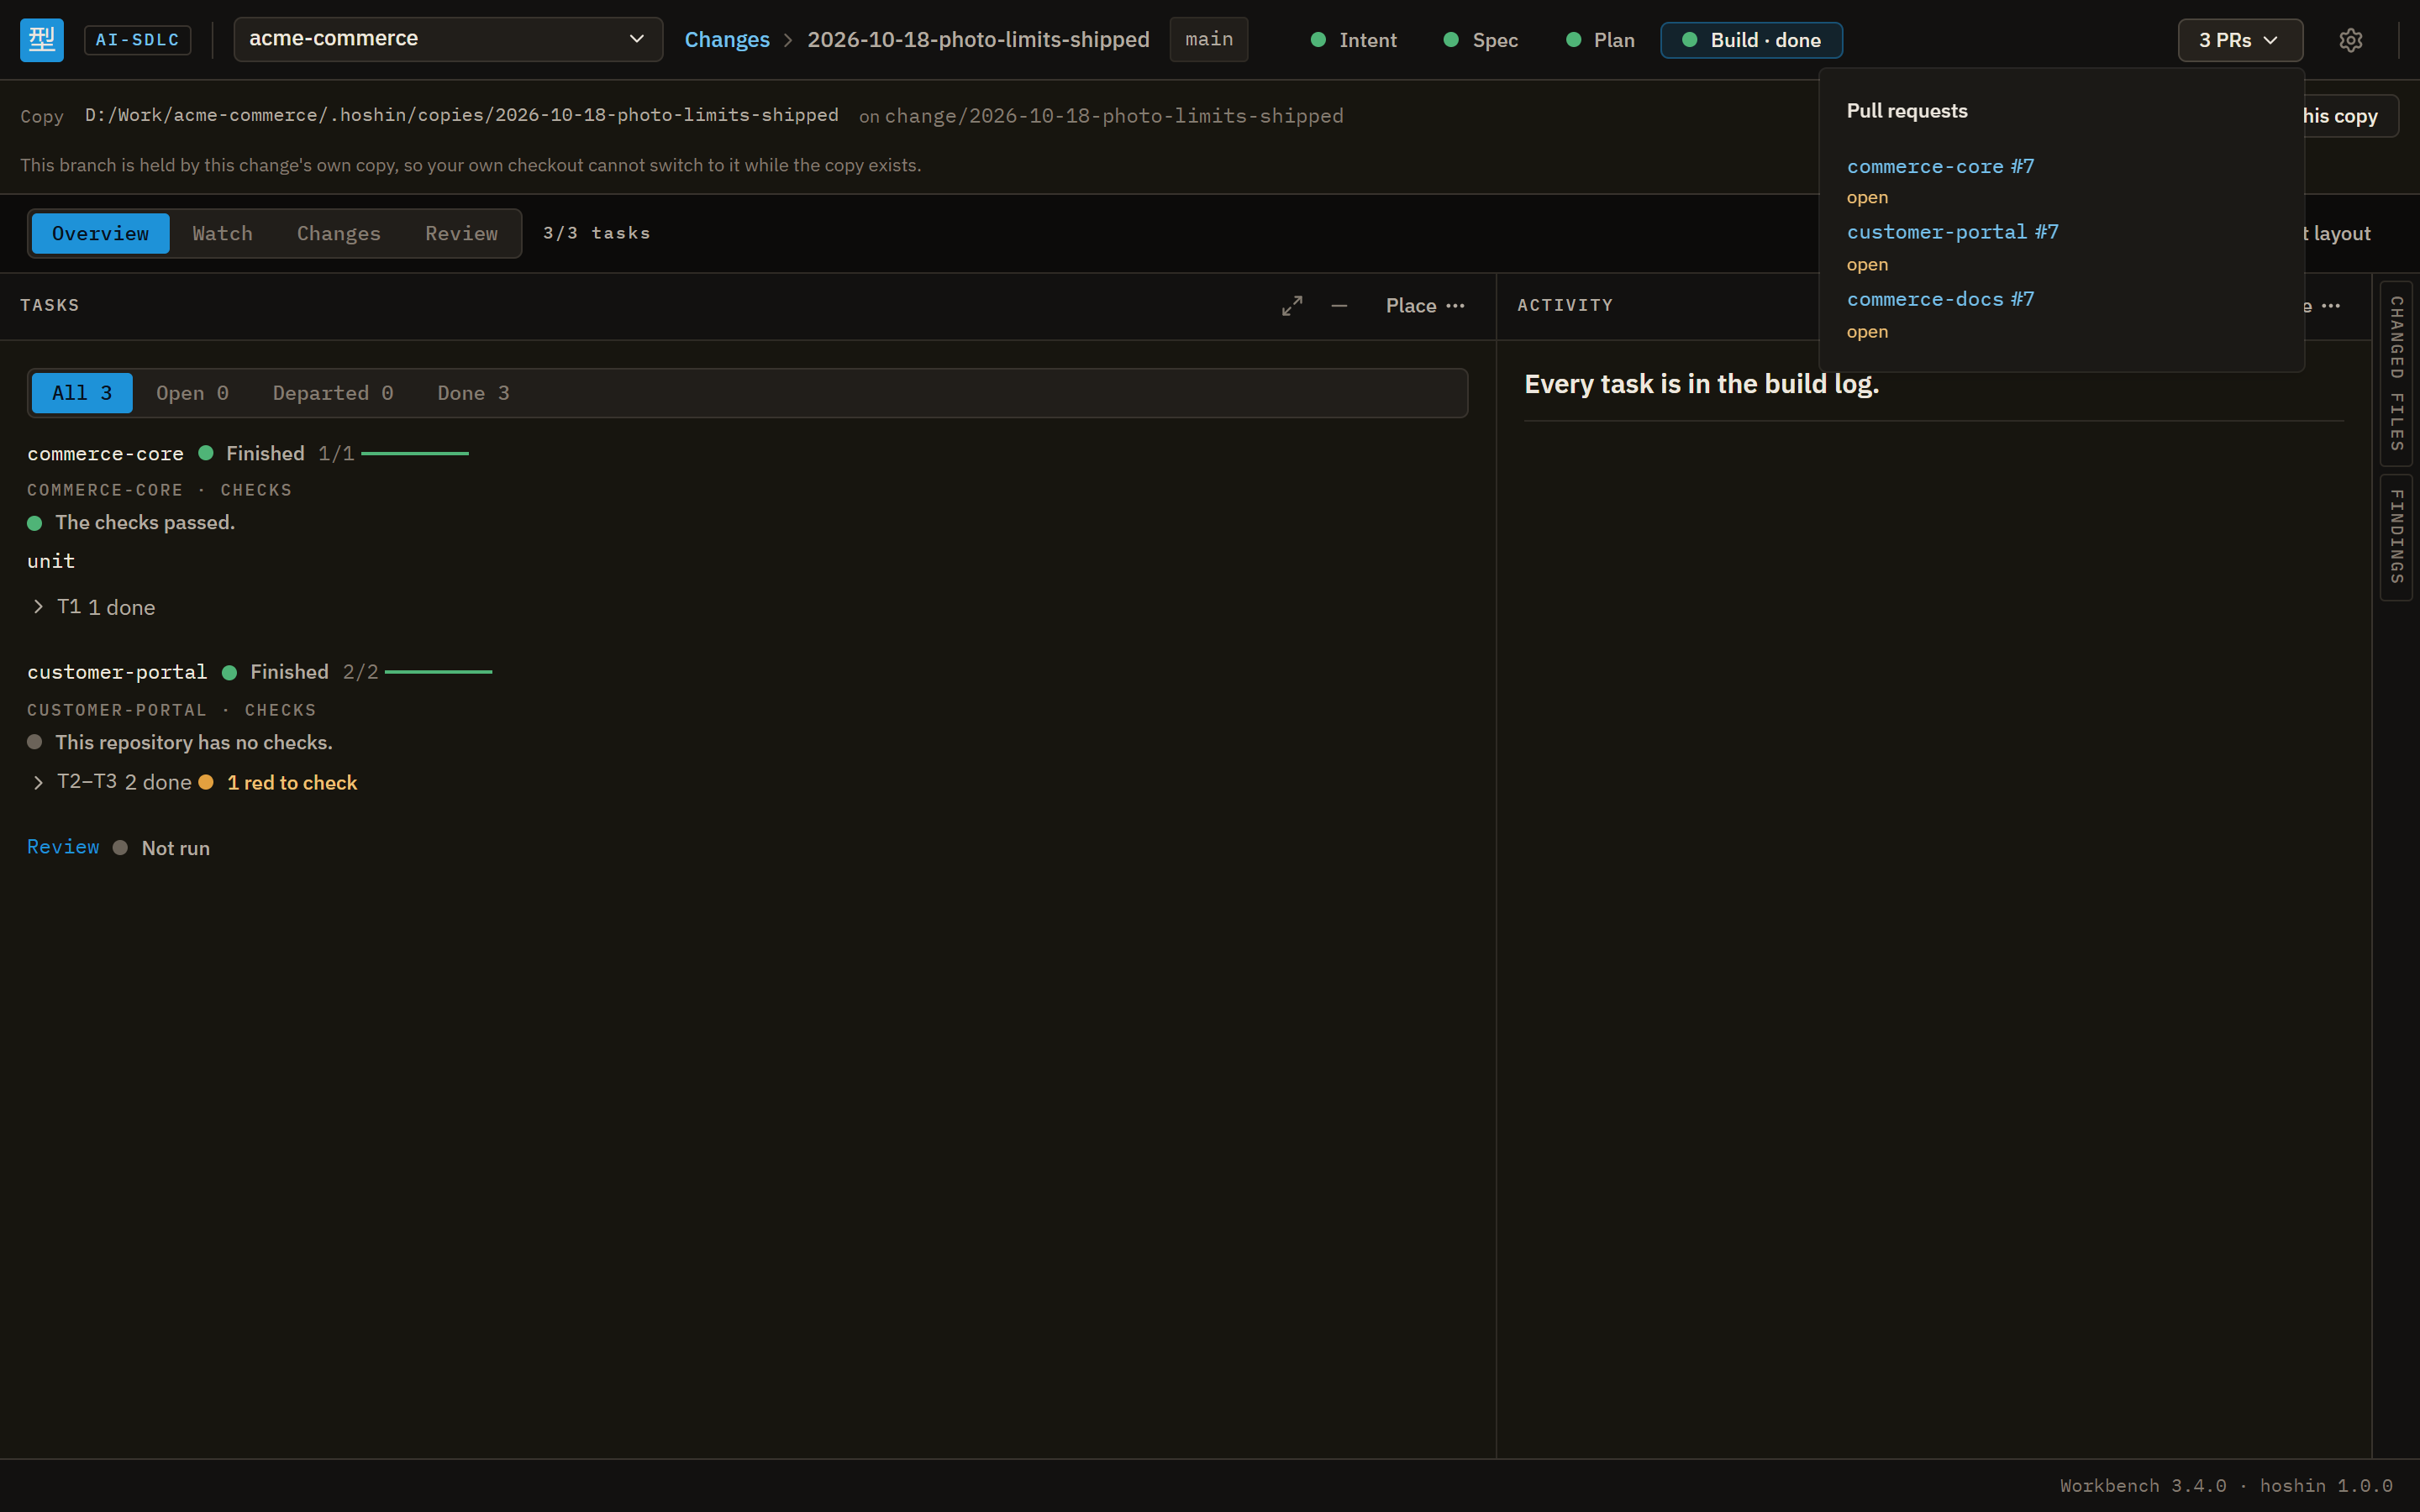 型 AI-SDLC acme-commerce Changes 2026-10-18-photo-limits-shipped main Intent Spec Plan Build · done 3 PRs
Copy D:/Work/acme-commerce/.hoshin/copies/2026-10-18-photo-limits-shipped on change/2026-10-18-photo-limits-shipped his copy
This branch is held by this change's own copy, so your own checkout cannot switch to it while the copy exists.
Pull requests
commerce-core #7
open
customer-portal #7
open
commerce-docs #7
open
Overview Watch Changes Review 3/3 tasks t layout
TASKS Place ···
ACTIVITY e ···
All 3 Open 0 Departed 0 Done 3
commerce-core Finished 1/1
COMMERCE-CORE · CHECKS
The checks passed.
unit
T1 1 done
customer-portal Finished 2/2
CUSTOMER-PORTAL · CHECKS
This repository has no checks.
T2–T3 2 done 1 red to check
Review Not run
Every task is in the build log.
CHANGED FILES
FINDINGS
Workbench 3.4.0 · hoshin 1.0.0